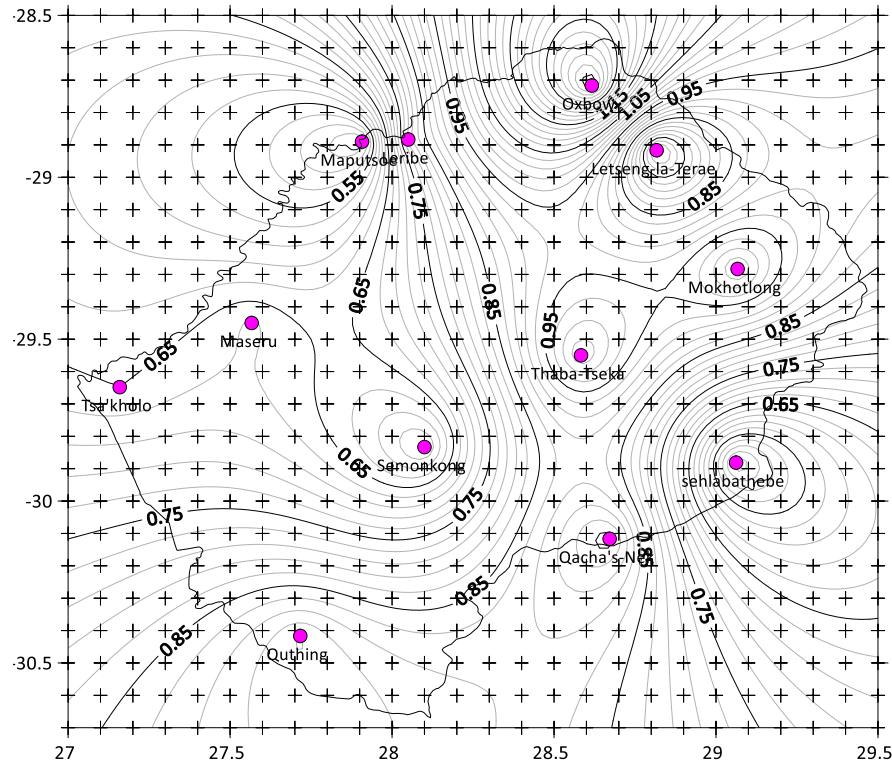 -28.5
Oxbow
1.15
1.05
0.95
0.95
Maputsoe
Leribe
Letseng-la-Terae
-29
0.55
0.75
0.85
Mokhotlong
0.65
0.85
0.95
0.85
Maseru
0.65
-29.5
0.75
Thaba-Tseka
Tsa'kholo
0.65
0.65
Semonkong
sehlabathebe
-30
0.75
0.75
0.85
Qacha's-Nek
0.85
0.75
0.85
Quthing
-30.5
27
27.5
28
28.5
29
29.5